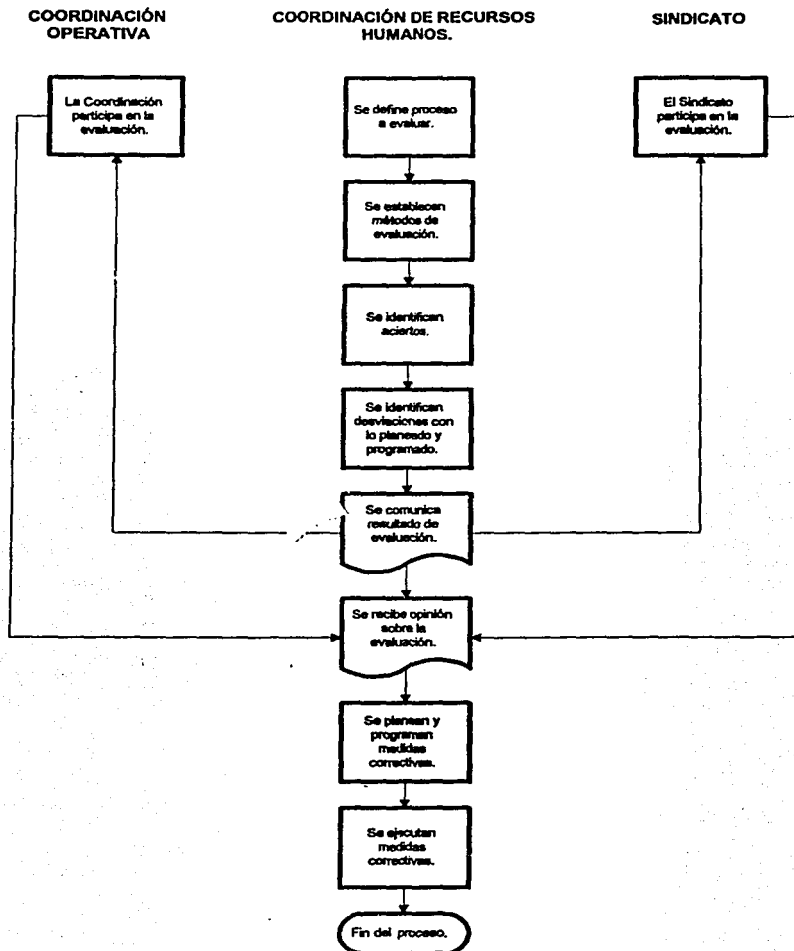 COORDINACIÓN
OPERATIVA
COORDINACIÓN DE RECURSOS
HUMANOS.
SINDICATO
La Coordinación
participa en la
evaluación.
Se define proceso
a evaluar.
El Sindicato
participa en la
evaluación.
Se establecen
métodos de
evaluación.
Se identifican
aciertos.
Se identifican
desviaciones con
lo planeado y
programado.
Se comunica
resultado de
evaluación.
Se recibe opinión
sobre la
evaluación.
Se planean y
programan
medidas
correctivas.
Se ejecutan
medidas
correctivas.
Fin del proceso.